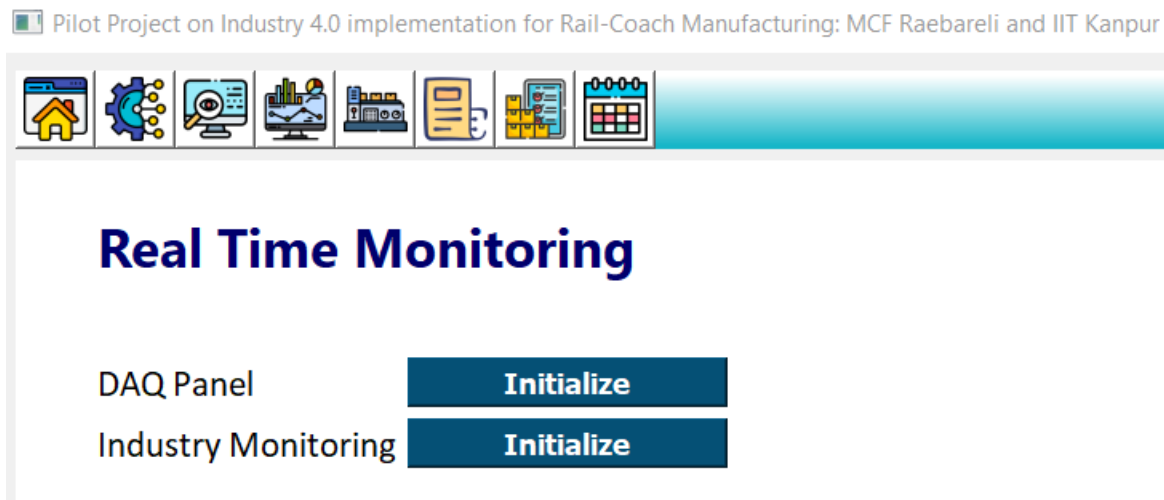 Pilot Project on Industry 4.0 implementation for Rail-Coach Manufacturing: MCF Raebareli and IIT Kanpur
Real Time Monitoring
DAQ Panel Initialize
Industry Monitoring Initialize